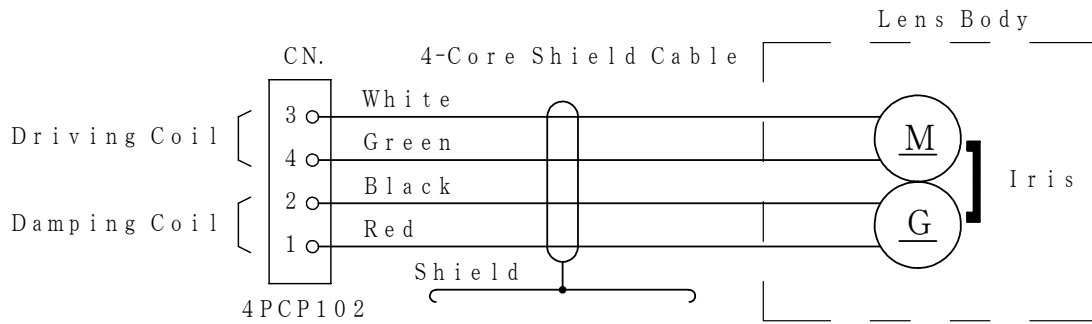 Lens Body
CN. 4-Core Shield Cable
3 White
Driving Coil M
4 Green
Iris
2 Black
Damping Coil G
1 Red
Shield
4PCP102